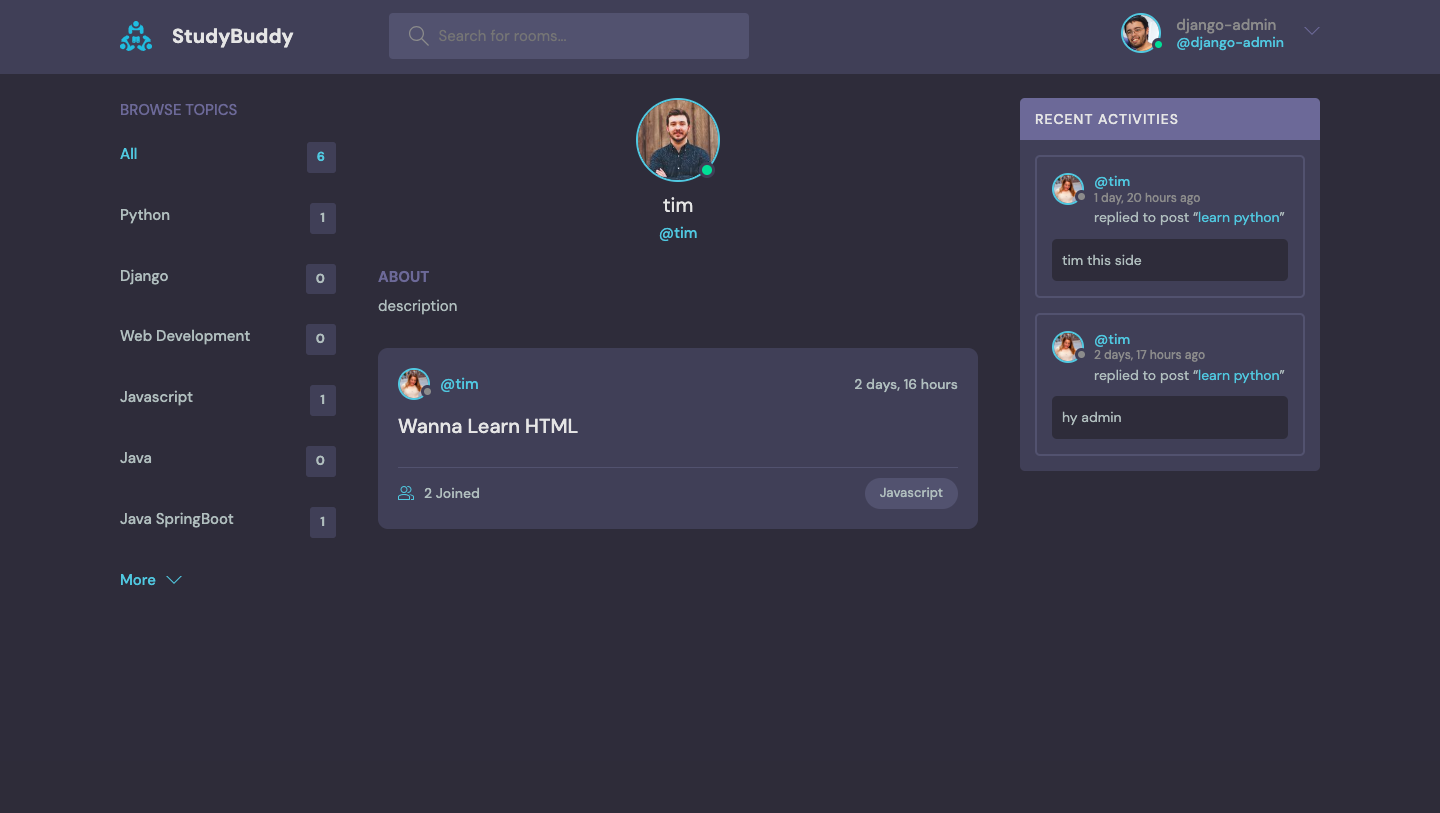 StudyBuddy
Search for rooms...
django-admin
@django-admin
BROWSE TOPICS
All 6
Python 1
Django 0
Web Development 0
Javascript 1
Java 0
Java SpringBoot 1
More
tim
@tim
ABOUT
description
@tim 2 days, 16 hours
Wanna Learn HTML
2 Joined Javascript
RECENT ACTIVITIES
@tim
1 day, 20 hours ago
replied to post “learn python”
tim this side
@tim
2 days, 17 hours ago
replied to post “learn python”
hy admin